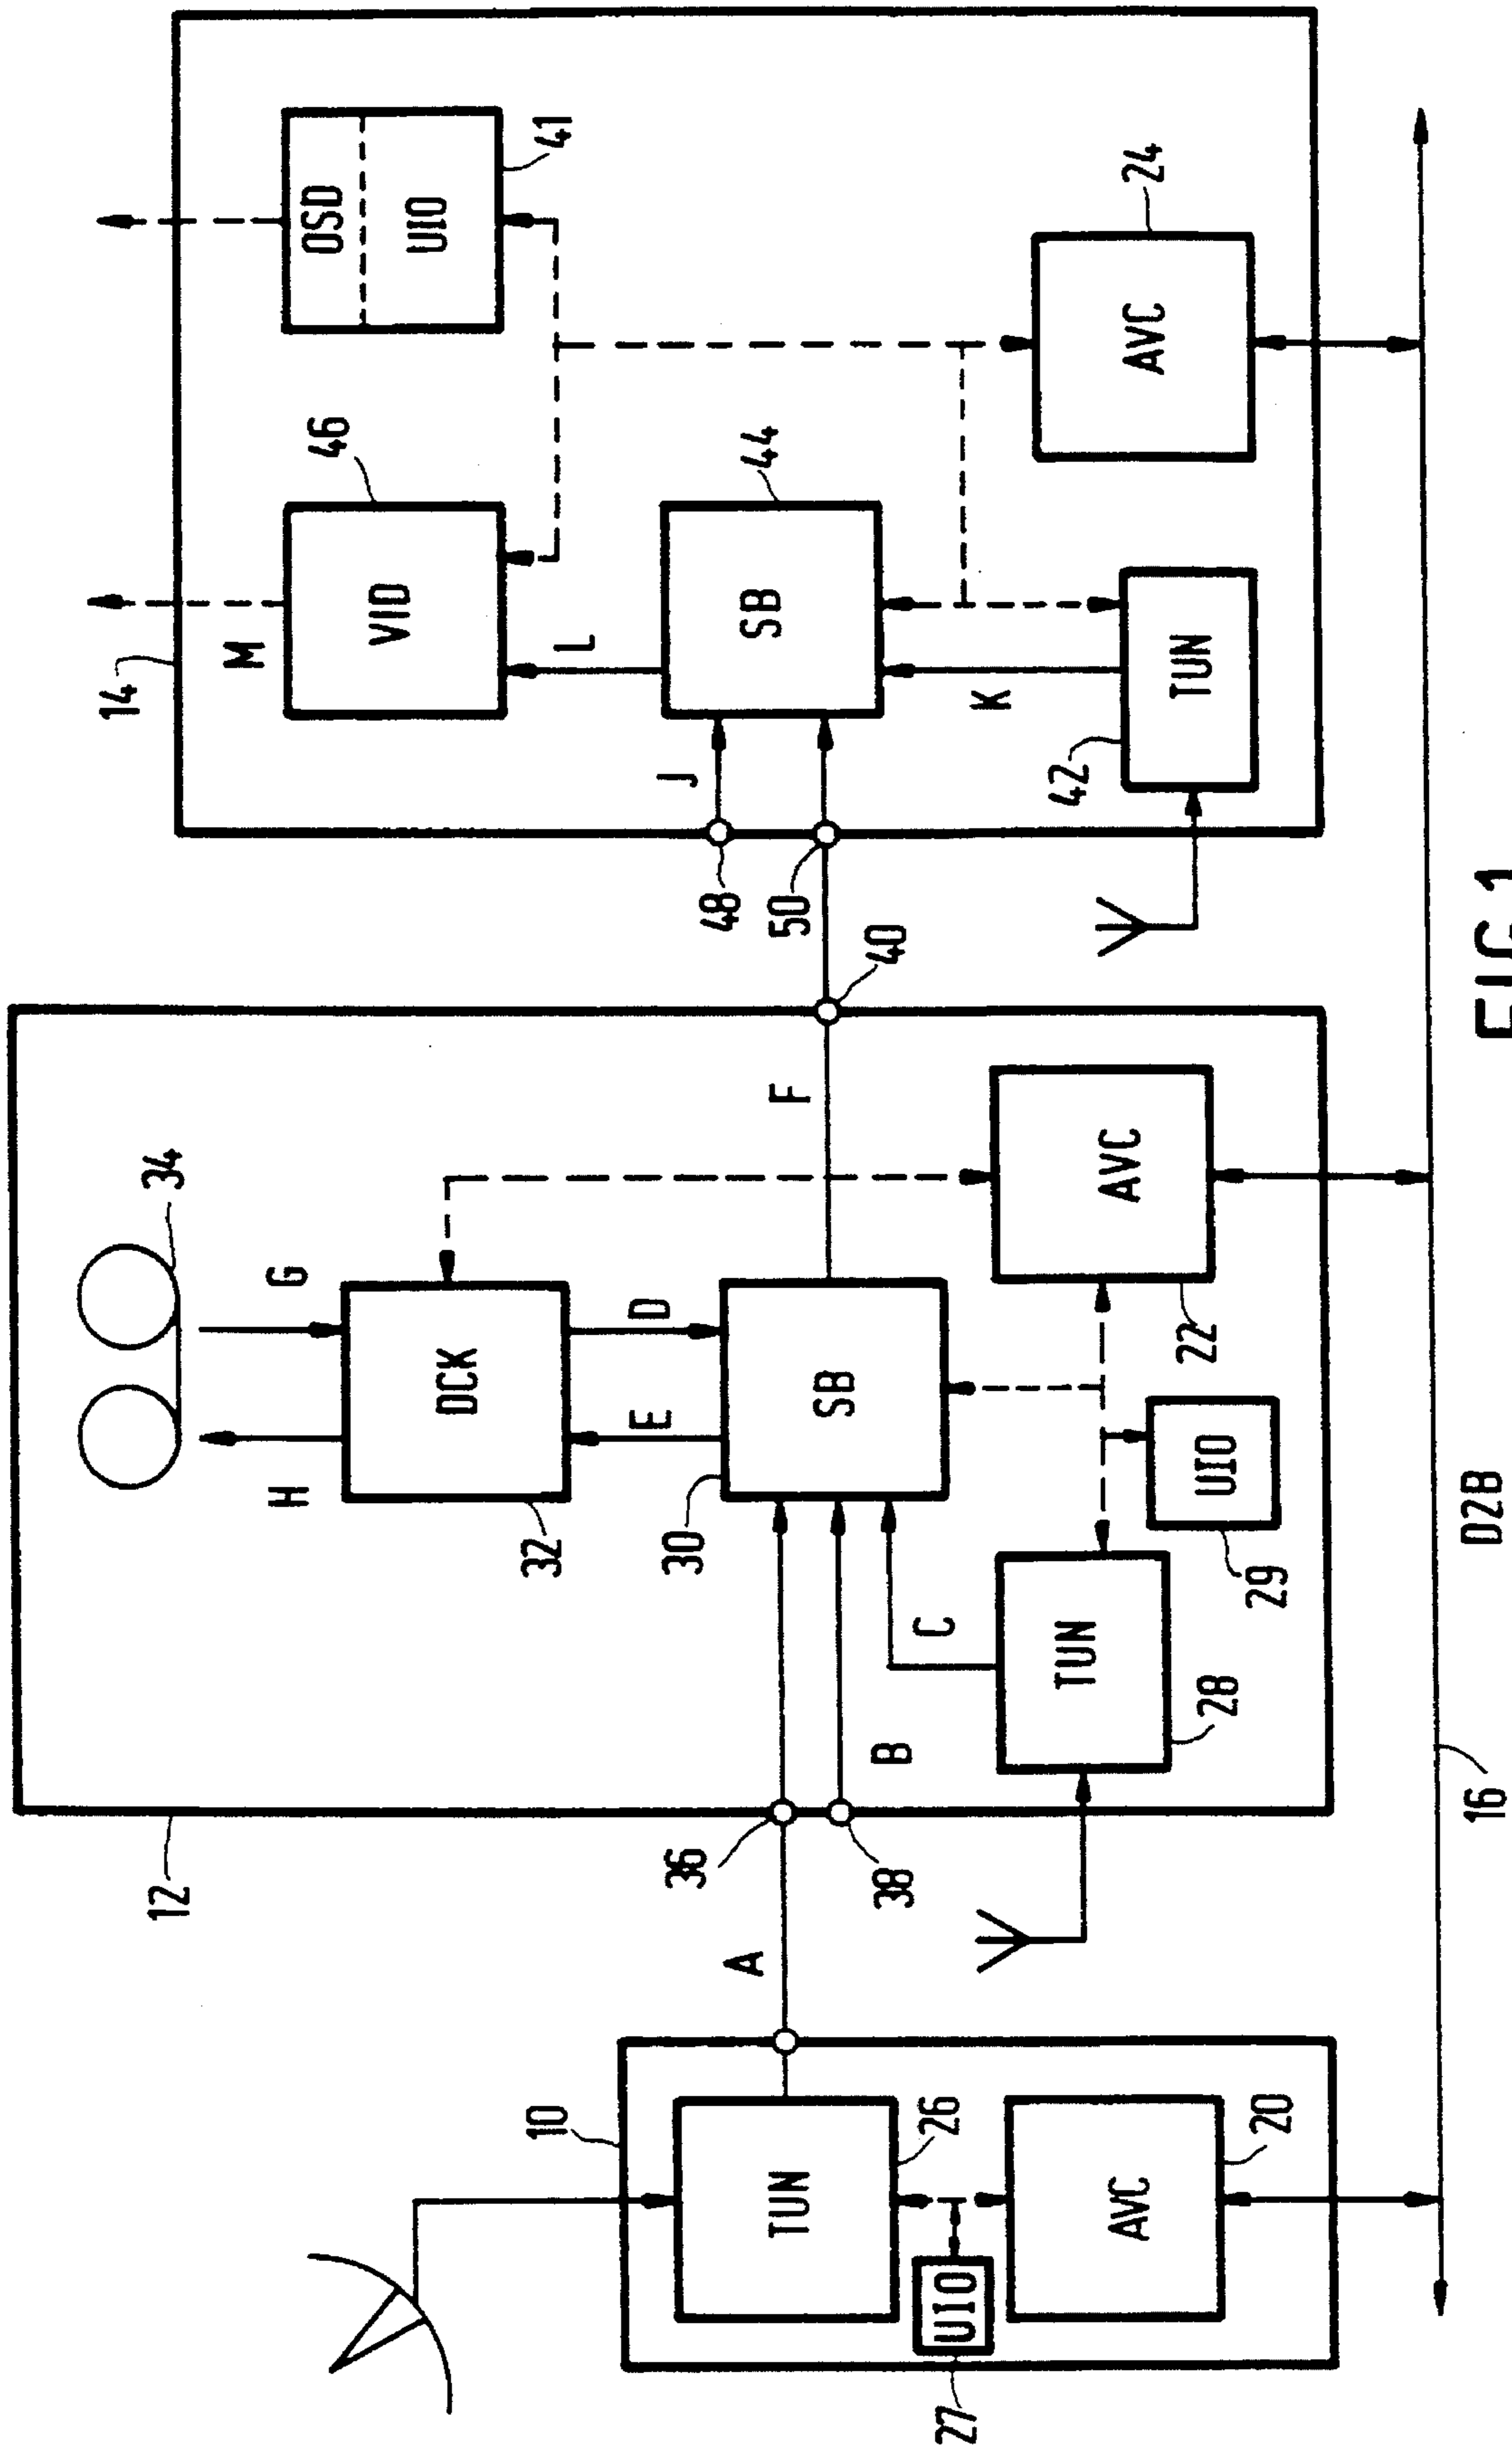 14
M
VID
46
OSD
UIO
41
L
J
48
50
SB
44
K
42
TUN
AVC
24
12
34
H
G
DCK
32
E
D
30
SB
F
40
36
38
B
C
TUN
28
UIO
29
AVC
22
A
10
TUN
26
UIO
27
AVC
20
16
D2B
FIG.1